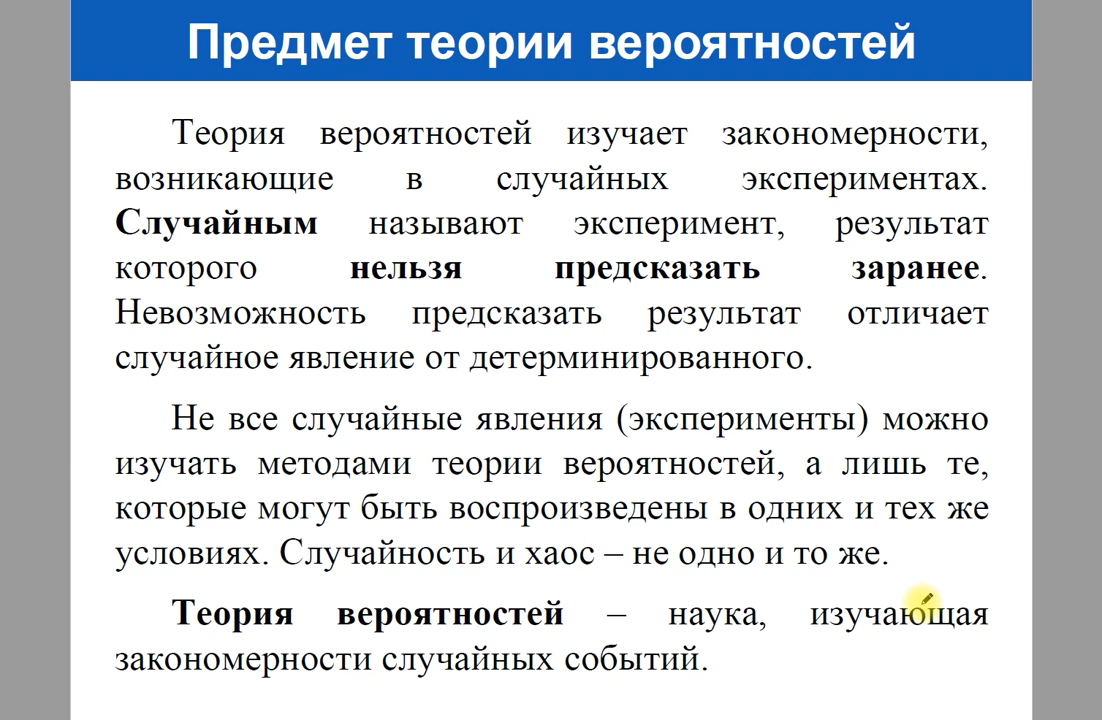 Предмет теории вероятностей
Теория вероятностей изучает закономерности,
возникающие в случайных экспериментах.
Случайным называют эксперимент, результат
которого нельзя предсказать заранее.
Невозможность предсказать результат отличает
случайное явление от детерминированного.
Не все случайные явления (эксперименты) можно
изучать методами теории вероятностей, а лишь те,
которые могут быть воспроизведены в одних и тех же
условиях. Случайность и хаос – не одно и то же.
Теория вероятностей – наука, изучающая
закономерности случайных событий.